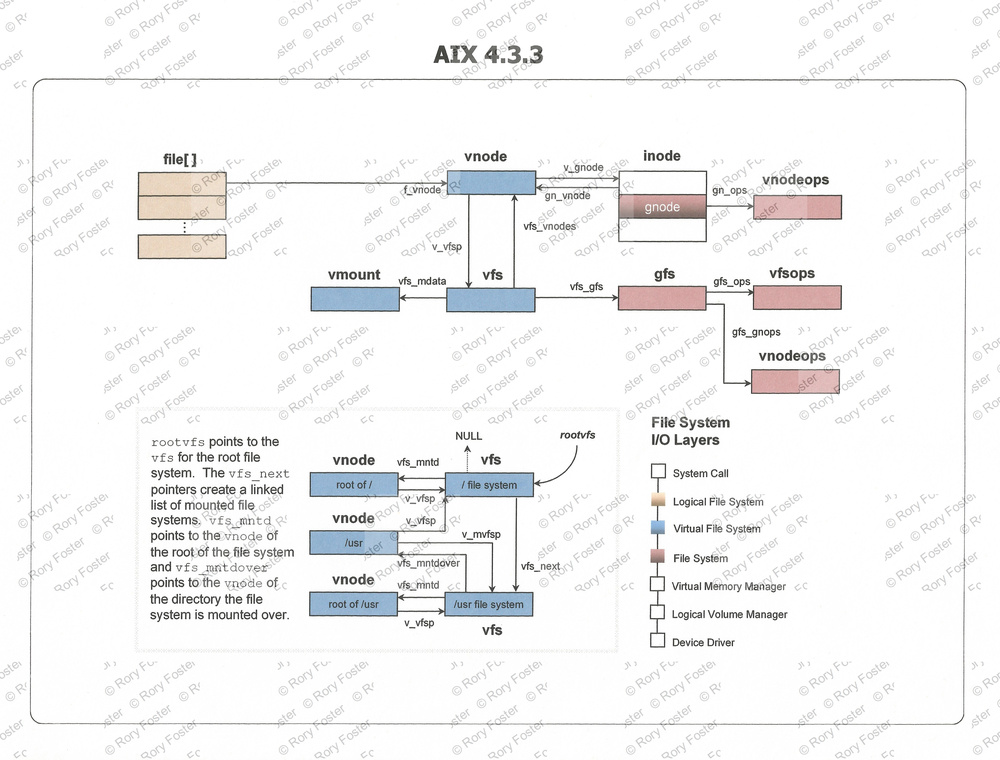 AIX 4.3.3
file[ ]
vnode
inode
v_gnode
f_vnode
gn_vnode
gnode
gn_ops
vnodeops
v_vfsp
vfs_vnodes
vmount
vfs_mdata
vfs
vfs_gfs
gfs
gfs_ops
vfsops
gfs_gnops
vnodeops
rootvfs points to the
vfs for the root file
system. The vfs_next
pointers create a linked
list of mounted file
systems. vfs_mntd
points to the vnode of
the root of the file system
and vfs_mntdover
points to the vnode of
the directory the file
system is mounted over.
NULL
rootvfs
vnode
vfs_mntd
vfs
root of /
/ file system
v_vfsp
vnode
v_vfsp
/usr
v_mvfsp
vfs_mntdover
vfs_next
vnode
vfs_mntd
root of /usr
/usr file system
v_vfsp
vfs
File System
I/O Layers
System Call
Logical File System
Virtual File System
File System
Virtual Memory Manager
Logical Volume Manager
Device Driver
© Rory Foster